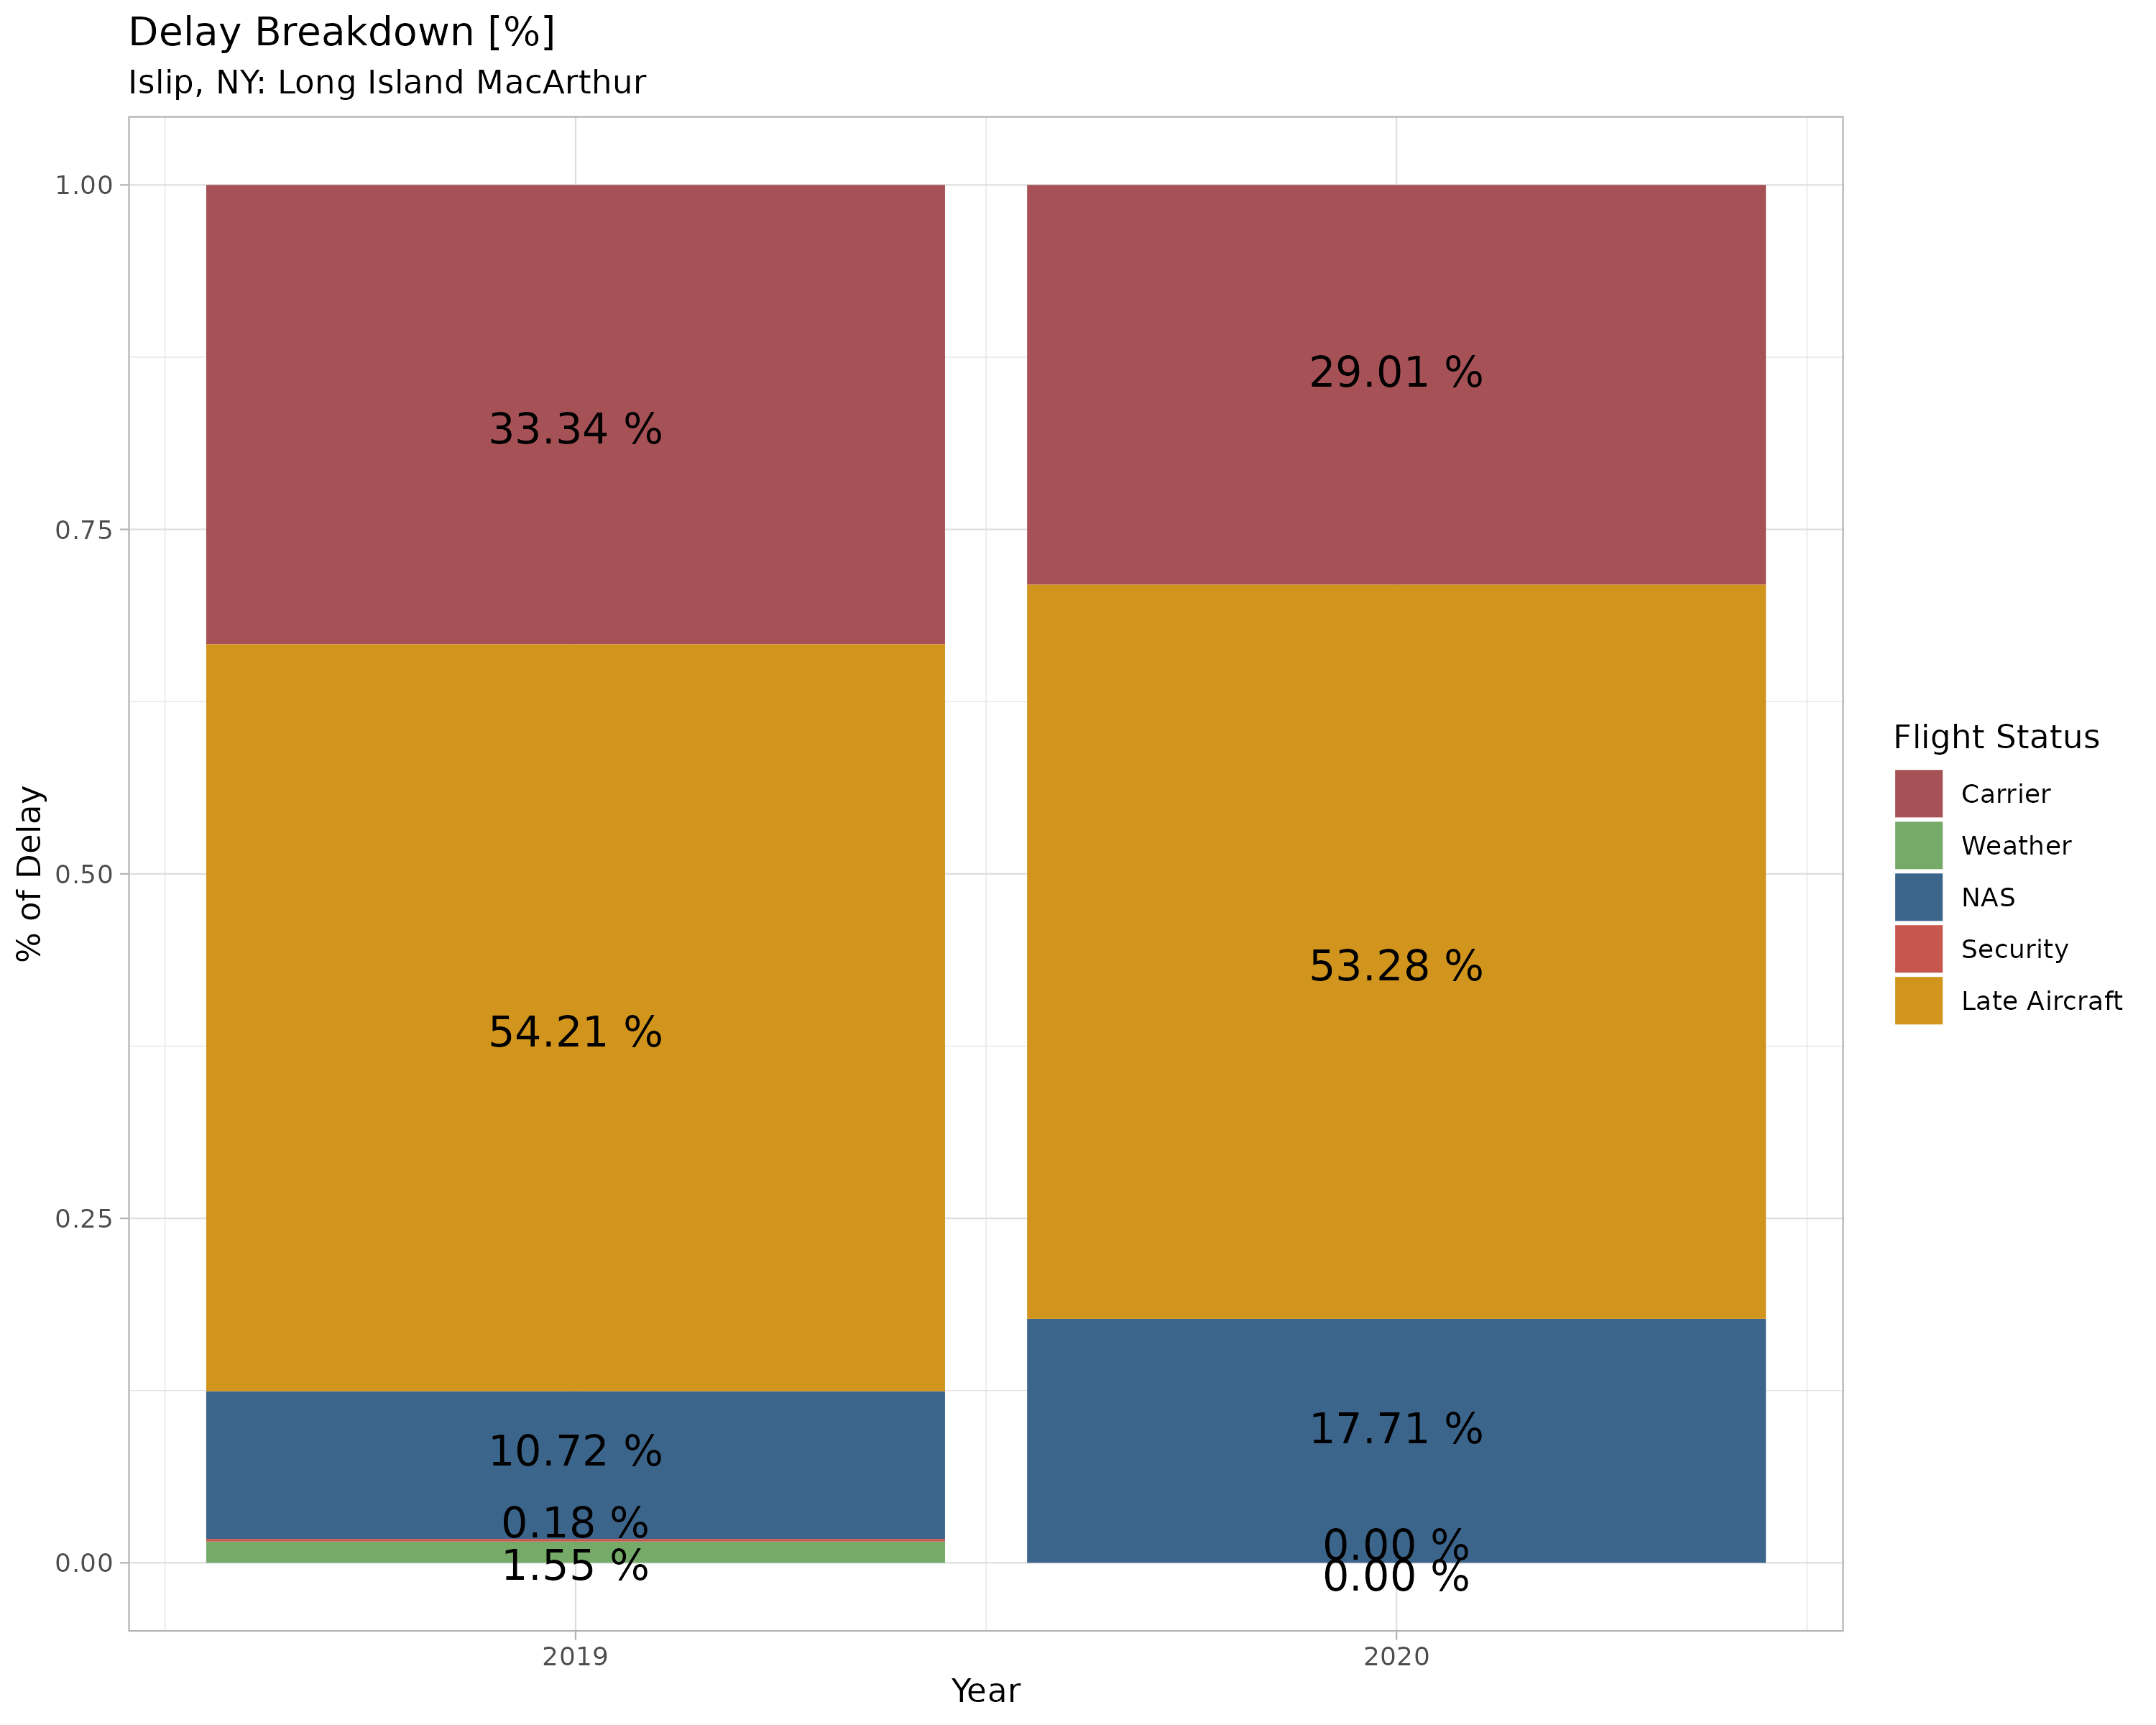 Delay Breakdown [%]
Islip, NY: Long Island MacArthur
% of Delay
1.00
0.75
0.50
0.25
0.00
33.34 %
54.21 %
10.72 %
0.18 %
1.55 %
29.01 %
53.28 %
17.71 %
0.00 %
0.00 %
2019
2020
Year
Flight Status
Carrier
Weather
NAS
Security
Late Aircraft